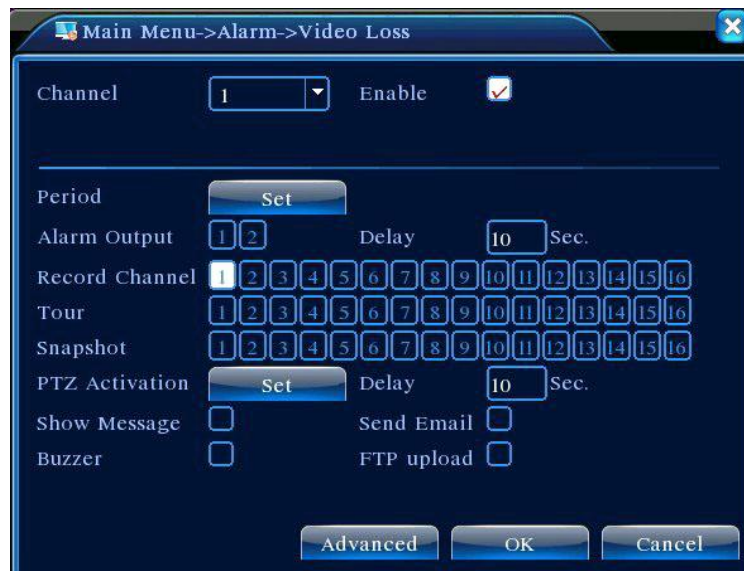 Main Menu->Alarm->Video Loss
Channel 1 Enable
Period Set
Alarm Output 1 2 Delay 10 Sec.
Record Channel 1 2 3 4 5 6 7 8 9 10 11 12 13 14 15 16
Tour 1 2 3 4 5 6 7 8 9 10 11 12 13 14 15 16
Snapshot 1 2 3 4 5 6 7 8 9 10 11 12 13 14 15 16
PTZ Activation Set Delay 10 Sec.
Show Message Send Email
Buzzer FTP upload
Advanced OK Cancel